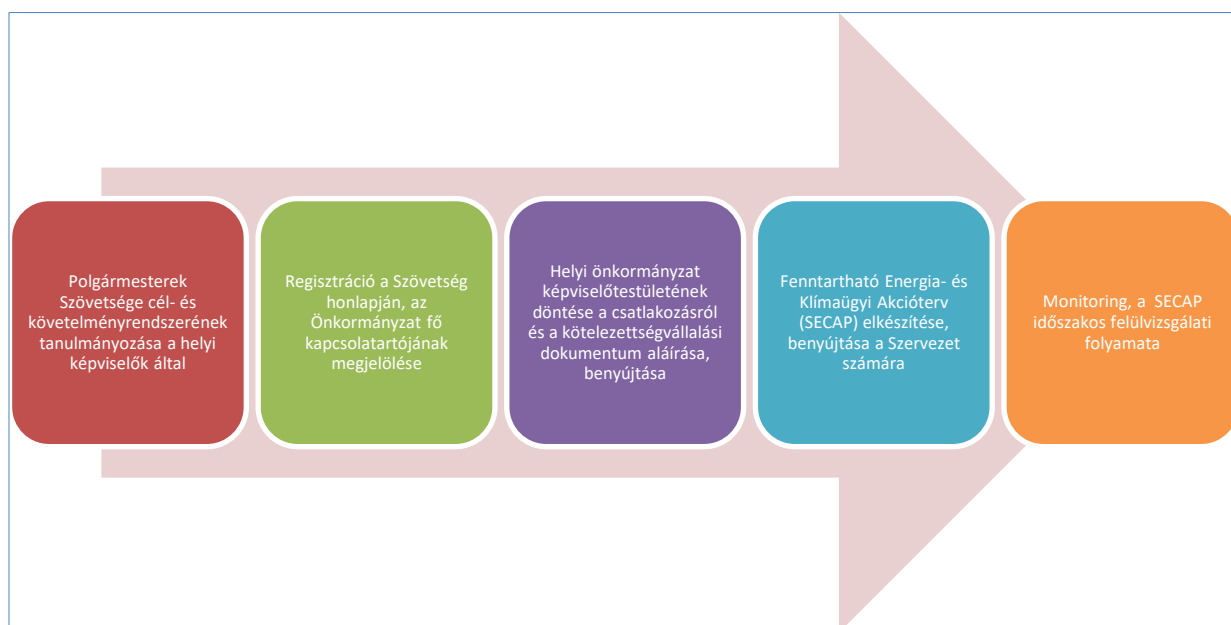 Polgármesterek
Szövetsége cél- és
követelményrendszerének
tanulmányozása a helyi
képviselők által
Regisztráció a Szövetség
honlapján, az
Önkormányzat fő
kapcsolatartójának
megjelölése
Helyi önkormányzat
képviselőtestületének
döntése a csatlakozásról
és a kötelezettségvállalási
dokumentum aláírása,
benyújtása
Fenntartható Energia- és
Klímaügyi Akcióterv
(SECAP) elkészítése,
benyújtása a Szervezet
számára
Monitoring, a SECAP
időszakos felülvizsgálati
folyamata